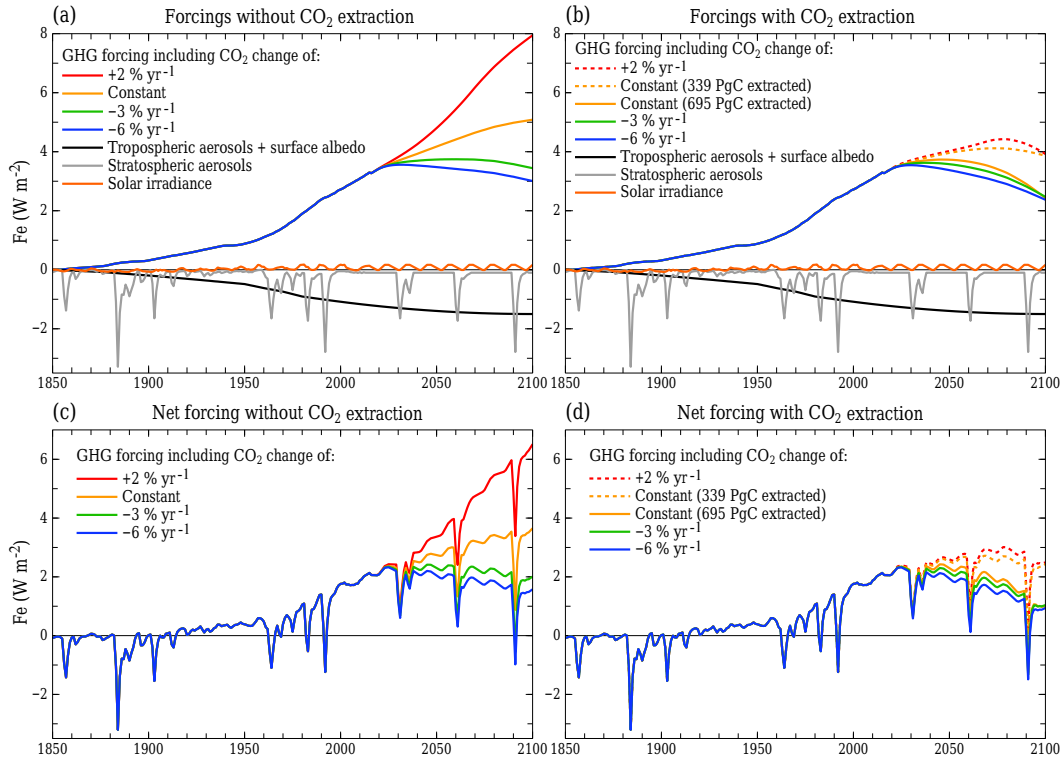 (a) Forcings without CO₂ extraction
GHG forcing including CO₂ change of:
+2 % yr⁻¹
Constant
−3 % yr⁻¹
−6 % yr⁻¹
Tropospheric aerosols + surface albedo
Stratospheric aerosols
Solar irradiance
Fe (W m⁻²)
8
6
4
2
0
−2
1850 1900 1950 2000 2050 2100
(b) Forcings with CO₂ extraction
GHG forcing including CO₂ change of:
+2 % yr⁻¹
Constant (339 PgC extracted)
Constant (695 PgC extracted)
−3 % yr⁻¹
−6 % yr⁻¹
Tropospheric aerosols + surface albedo
Stratospheric aerosols
Solar irradiance
8
6
4
2
0
−2
1850 1900 1950 2000 2050 2100
(c) Net forcing without CO₂ extraction
GHG forcing including CO₂ change of:
+2 % yr⁻¹
Constant
−3 % yr⁻¹
−6 % yr⁻¹
Fe (W m⁻²)
6
4
2
0
−2
1850 1900 1950 2000 2050 2100
(d) Net forcing with CO₂ extraction
GHG forcing including CO₂ change of:
+2 % yr⁻¹
Constant (339 PgC extracted)
Constant (695 PgC extracted)
−3 % yr⁻¹
−6 % yr⁻¹
6
4
2
0
−2
1850 1900 1950 2000 2050 2100